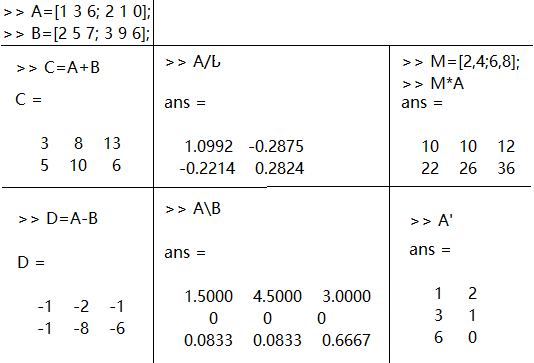 >> A=[1 3 6; 2 1 0];
>> B=[2 5 7; 3 9 6];
>> C=A+B
C =
3 8 13
5 10 6
>> A/b
ans =
1.0992 -0.2875
-0.2214 0.2824
>> M=[2,4;6,8];
>> M*A
ans =
10 10 12
22 26 36
>> D=A-B
D =
-1 -2 -1
-1 -8 -6
>> A\B
ans =
1.5000 4.5000 3.0000
0 0 0
0.0833 0.0833 0.6667
>> A'
ans =
1 2
3 1
6 0